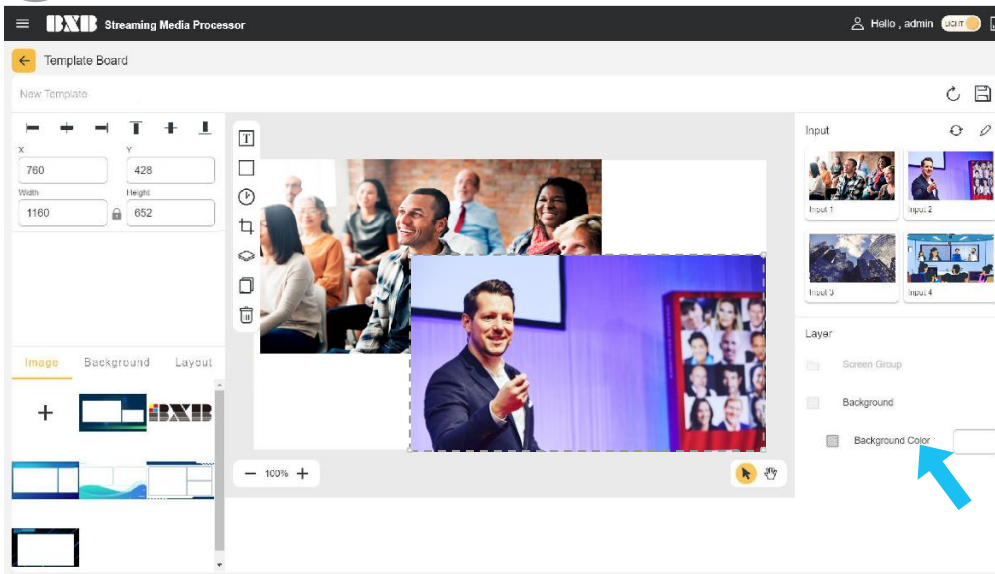 BXB Streaming Media Processor
Hello , admin
LIGHT
Template Board
New Template
X
Y
760
428
Width
Height
1160
652
T
Input
Input 1
Input 2
Input 3
Input 4
Layer
Screen Group
Background
Background Color
Image
Background
Layout
+
BXB
100%